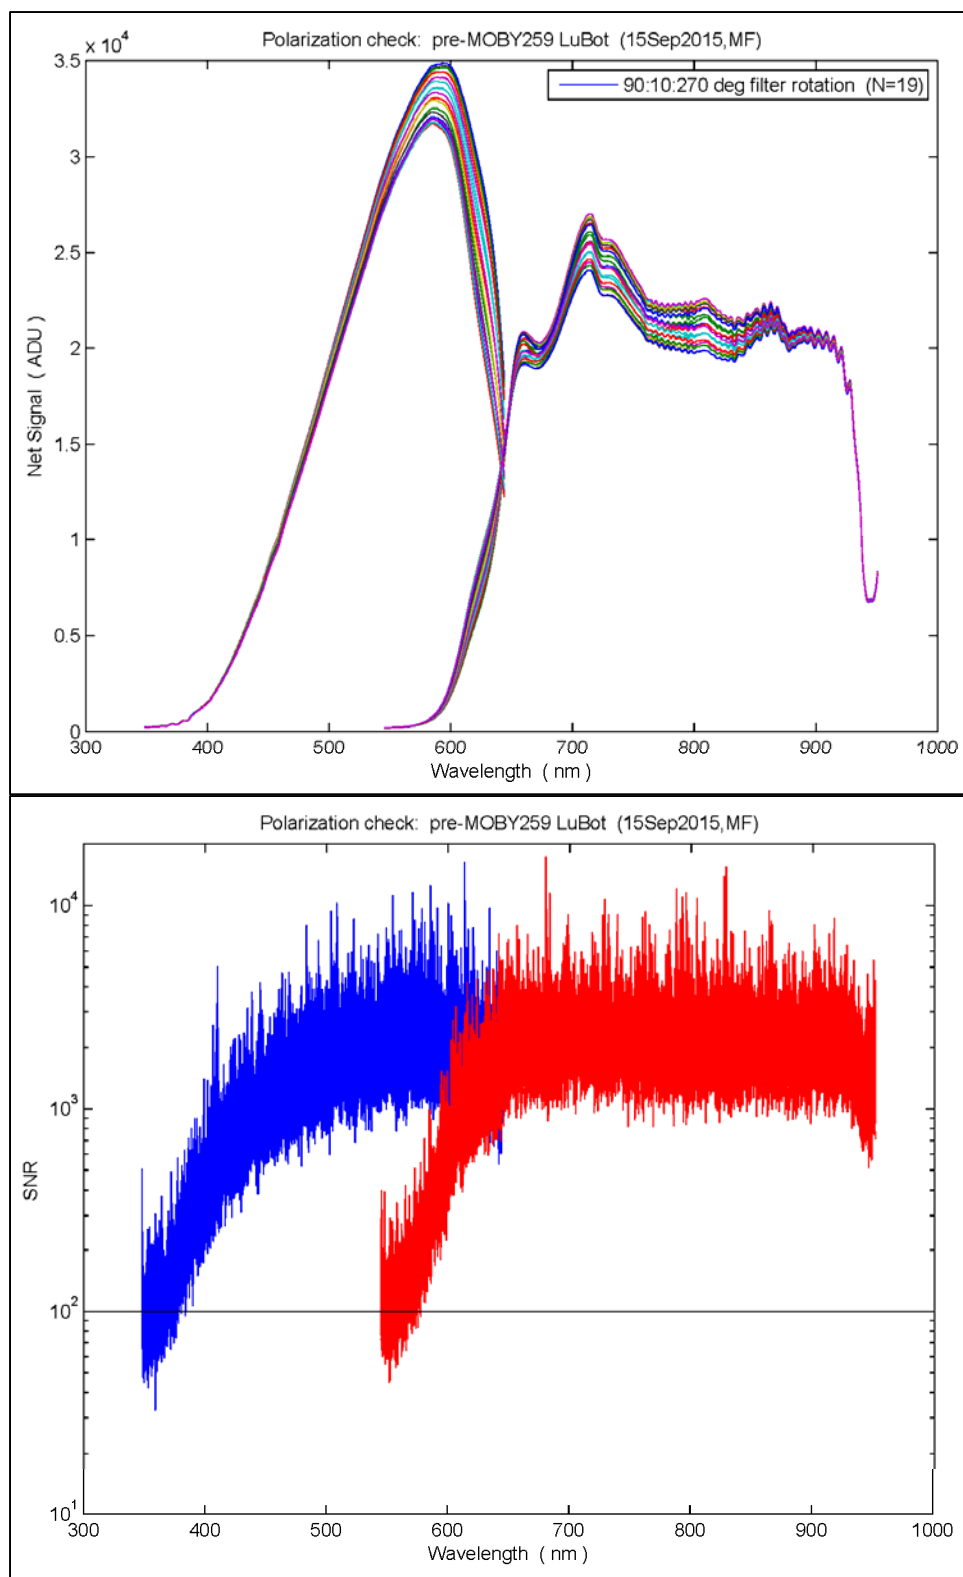 Polarization check: pre-MOBY259 LuBot (15Sep2015,MF)
x 10^4
90:10:270 deg filter rotation (N=19)
3.5
3
2.5
2
1.5
1
0.5
0
Net Signal ( ADU )
300 400 500 600 700 800 900 1000
Wavelength ( nm )
Polarization check: pre-MOBY259 LuBot (15Sep2015,MF)
10^4
10^3
10^2
10^1
SNR
300 400 500 600 700 800 900 1000
Wavelength ( nm )